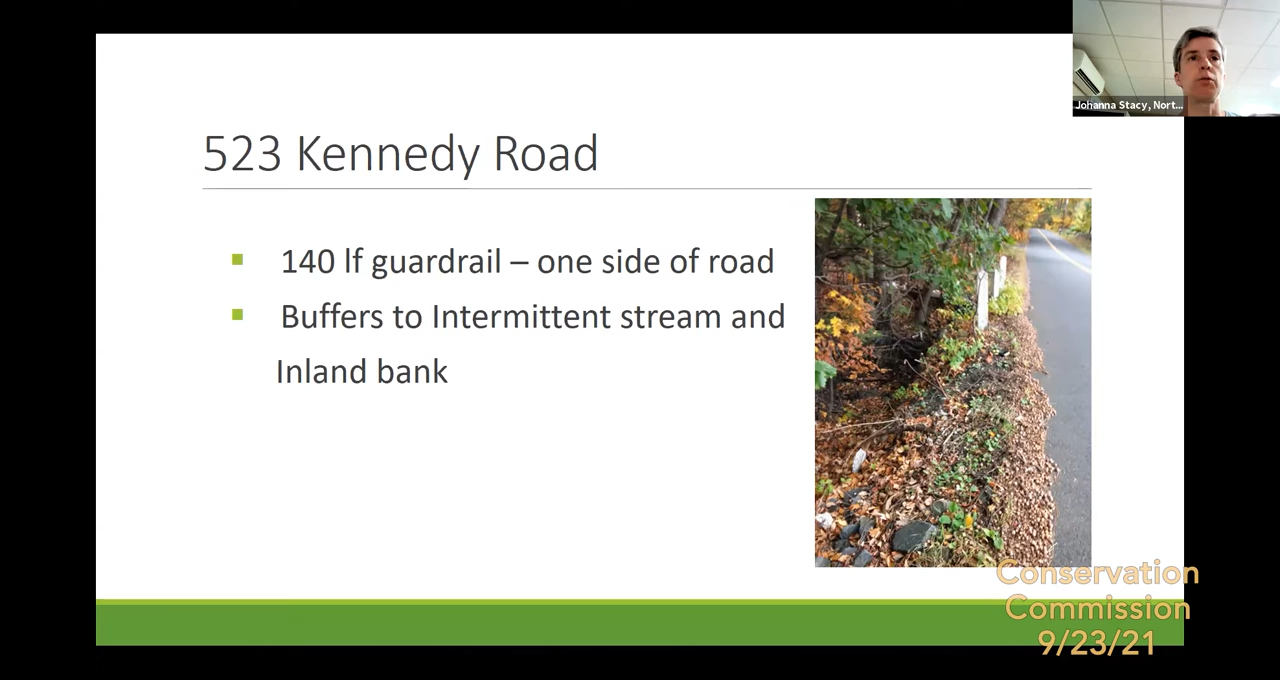 Johanna Stacy, Nort...
523 Kennedy Road
140 lf guardrail – one side of road
Buffers to Intermittent stream and
Inland bank
Conservation
Commission
9/23/21